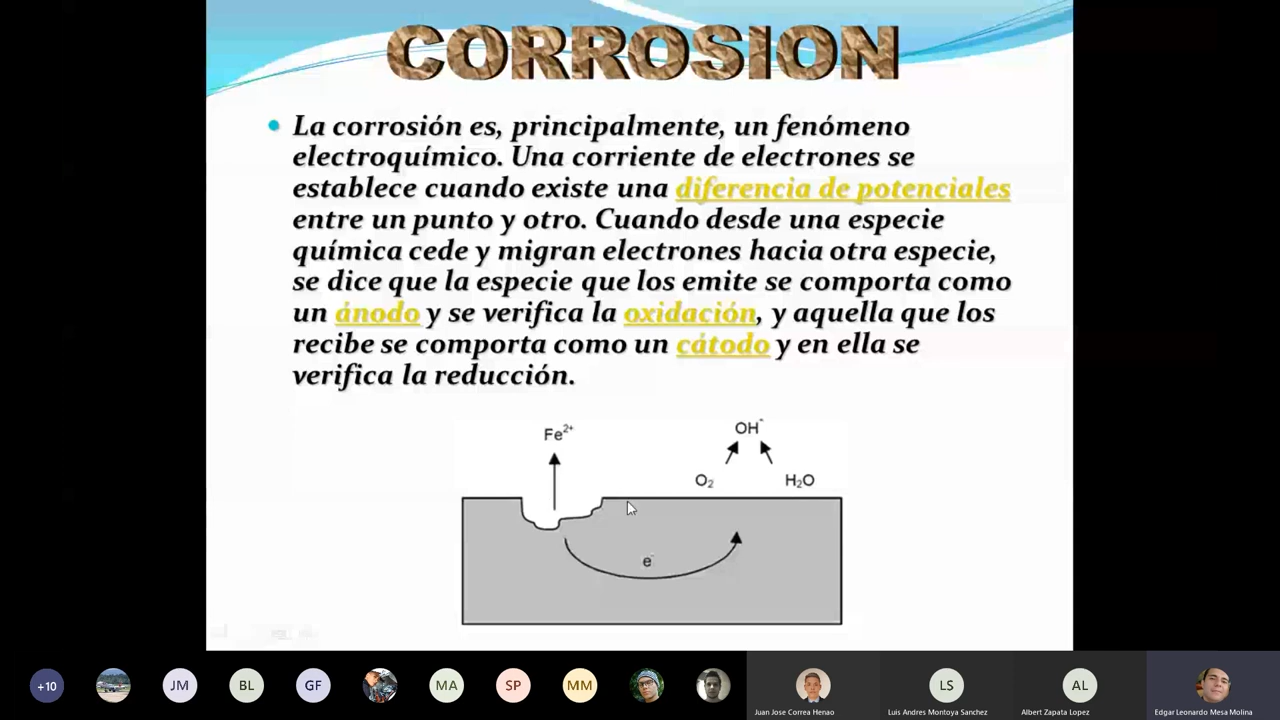 CORROSION
La corrosión es, principalmente, un fenómeno
electroquímico. Una corriente de electrones se
establece cuando existe una diferencia de potenciales
entre un punto y otro. Cuando desde una especie
química cede y migran electrones hacia otra especie,
se dice que la especie que los emite se comporta como
un ánodo y se verifica la oxidación, y aquella que los
recibe se comporta como un cátodo y en ella se
verifica la reducción.
Fe²⁺
OH⁻
O₂
H₂O
e⁻
+10
JM
BL
GF
MA
SP
MM
LS
AL
Juan Jose Correa Henao
Luis Andres Montoya Sanchez
Albert Zapata Lopez
Edgar Leonardo Mesa Molina